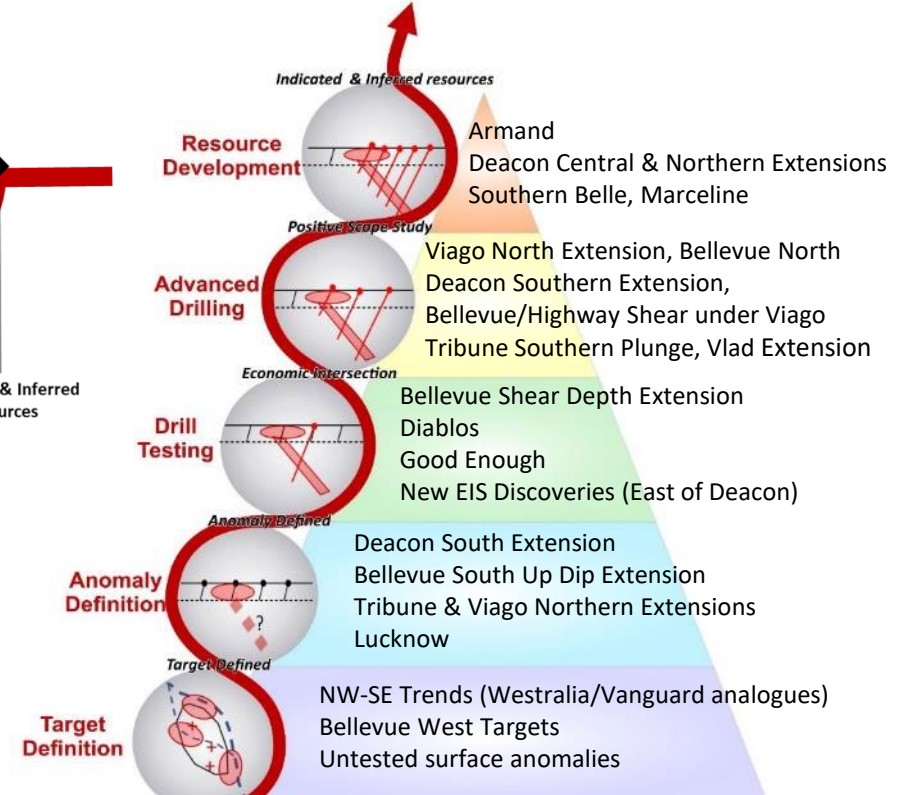 Indicated & Inferred resources
Resource
Development
Armand
Deacon Central & Northern Extensions
Southern Belle, Marceline
Positive Scope Study
Advanced
Drilling
Viago North Extension, Bellevue North
Deacon Southern Extension,
Bellevue/Highway Shear under Viago
Tribune Southern Plunge, Vlad Extension
Economic Intersection
& Inferred
urces
Drill
Testing
Bellevue Shear Depth Extension
Diablos
Good Enough
New EIS Discoveries (East of Deacon)
Anomaly Defined
Anomaly
Definition
?
Deacon South Extension
Bellevue South Up Dip Extension
Tribune & Viago Northern Extensions
Lucknow
Target Defined
Target
Definition
NW-SE Trends (Westralia/Vanguard analogues)
Bellevue West Targets
Untested surface anomalies